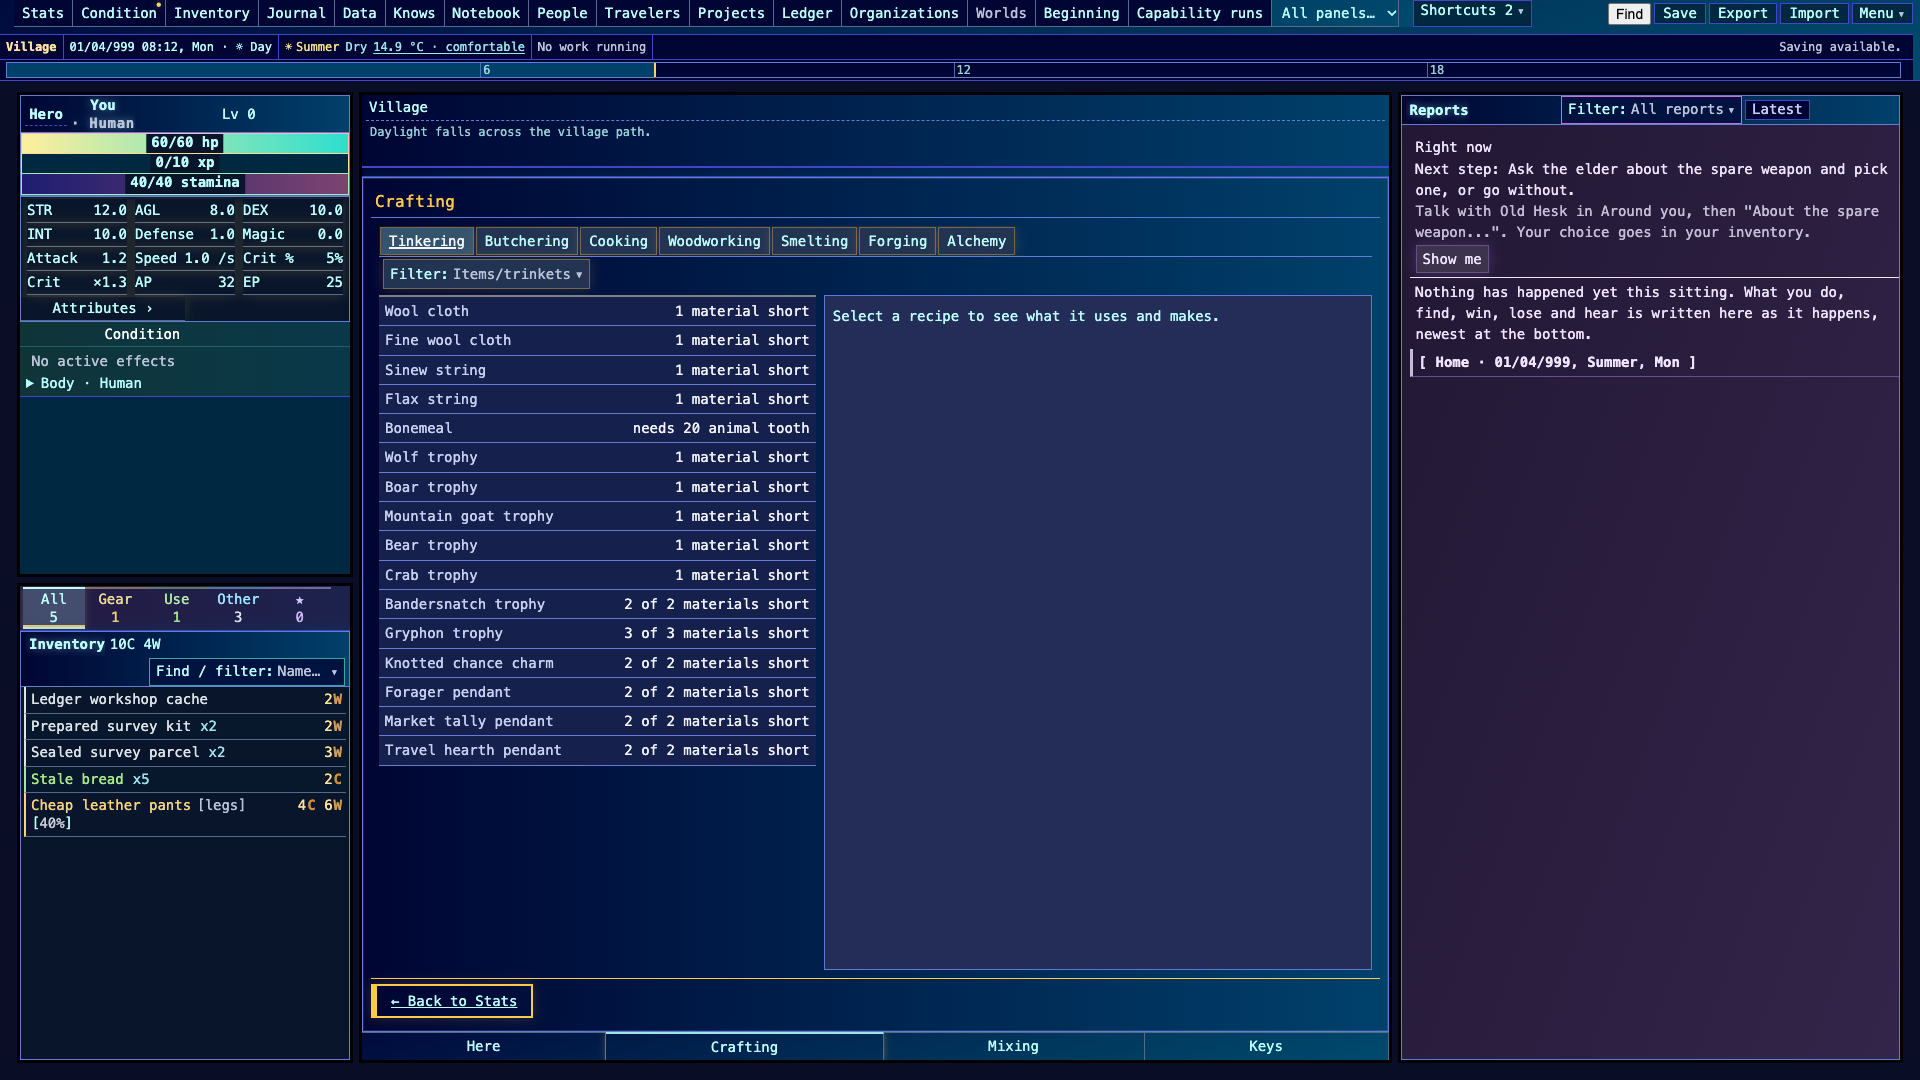 Stats Condition Inventory Journal Data Knows Notebook People Travelers Projects Ledger Organizations Worlds Beginning Capability runs All panels… Shortcuts 2 ▾ Find Save Export Import Menu ▾
Village 01/04/999 08:12, Mon · ☀ Day ☀ Summer Dry 14.9 °C · comfortable No work running Saving available.
6 12 18
Hero · You Human Lv 0
60/60 hp
0/10 xp
40/40 stamina
STR 12.0 AGL 8.0 DEX 10.0
INT 10.0 Defense 1.0 Magic 0.0
Attack 1.2 Speed 1.0 /s Crit % 5%
Crit ×1.3 AP 32 EP 25
Attributes ›
Condition
No active effects
▶ Body · Human
All 5 Gear 1 Use 1 Other 3 ★ 0
Inventory 10C 4W
Find / filter: Name… ▾
Ledger workshop cache 2W
Prepared survey kit x2 2W
Sealed survey parcel x2 3W
Stale bread x5 2C
Cheap leather pants [legs] 4C 6W
[40%]
Village
Daylight falls across the village path.
Crafting
Tinkering Butchering Cooking Woodworking Smelting Forging Alchemy
Filter: Items/trinkets ▾
Wool cloth 1 material short
Fine wool cloth 1 material short
Sinew string 1 material short
Flax string 1 material short
Bonemeal needs 20 animal tooth
Wolf trophy 1 material short
Boar trophy 1 material short
Mountain goat trophy 1 material short
Bear trophy 1 material short
Crab trophy 1 material short
Bandersnatch trophy 2 of 2 materials short
Gryphon trophy 3 of 3 materials short
Knotted chance charm 2 of 2 materials short
Forager pendant 2 of 2 materials short
Market tally pendant 2 of 2 materials short
Travel hearth pendant 2 of 2 materials short
Select a recipe to see what it uses and makes.
← Back to Stats
Here Crafting Mixing Keys
Reports Filter: All reports ▾ Latest
Right now
Next step: Ask the elder about the spare weapon and pick
one, or go without.
Talk with Old Hesk in Around you, then "About the spare
weapon...". Your choice goes in your inventory.
Show me
Nothing has happened yet this sitting. What you do,
find, win, lose and hear is written here as it happens,
newest at the bottom.
[ Home · 01/04/999, Summer, Mon ]